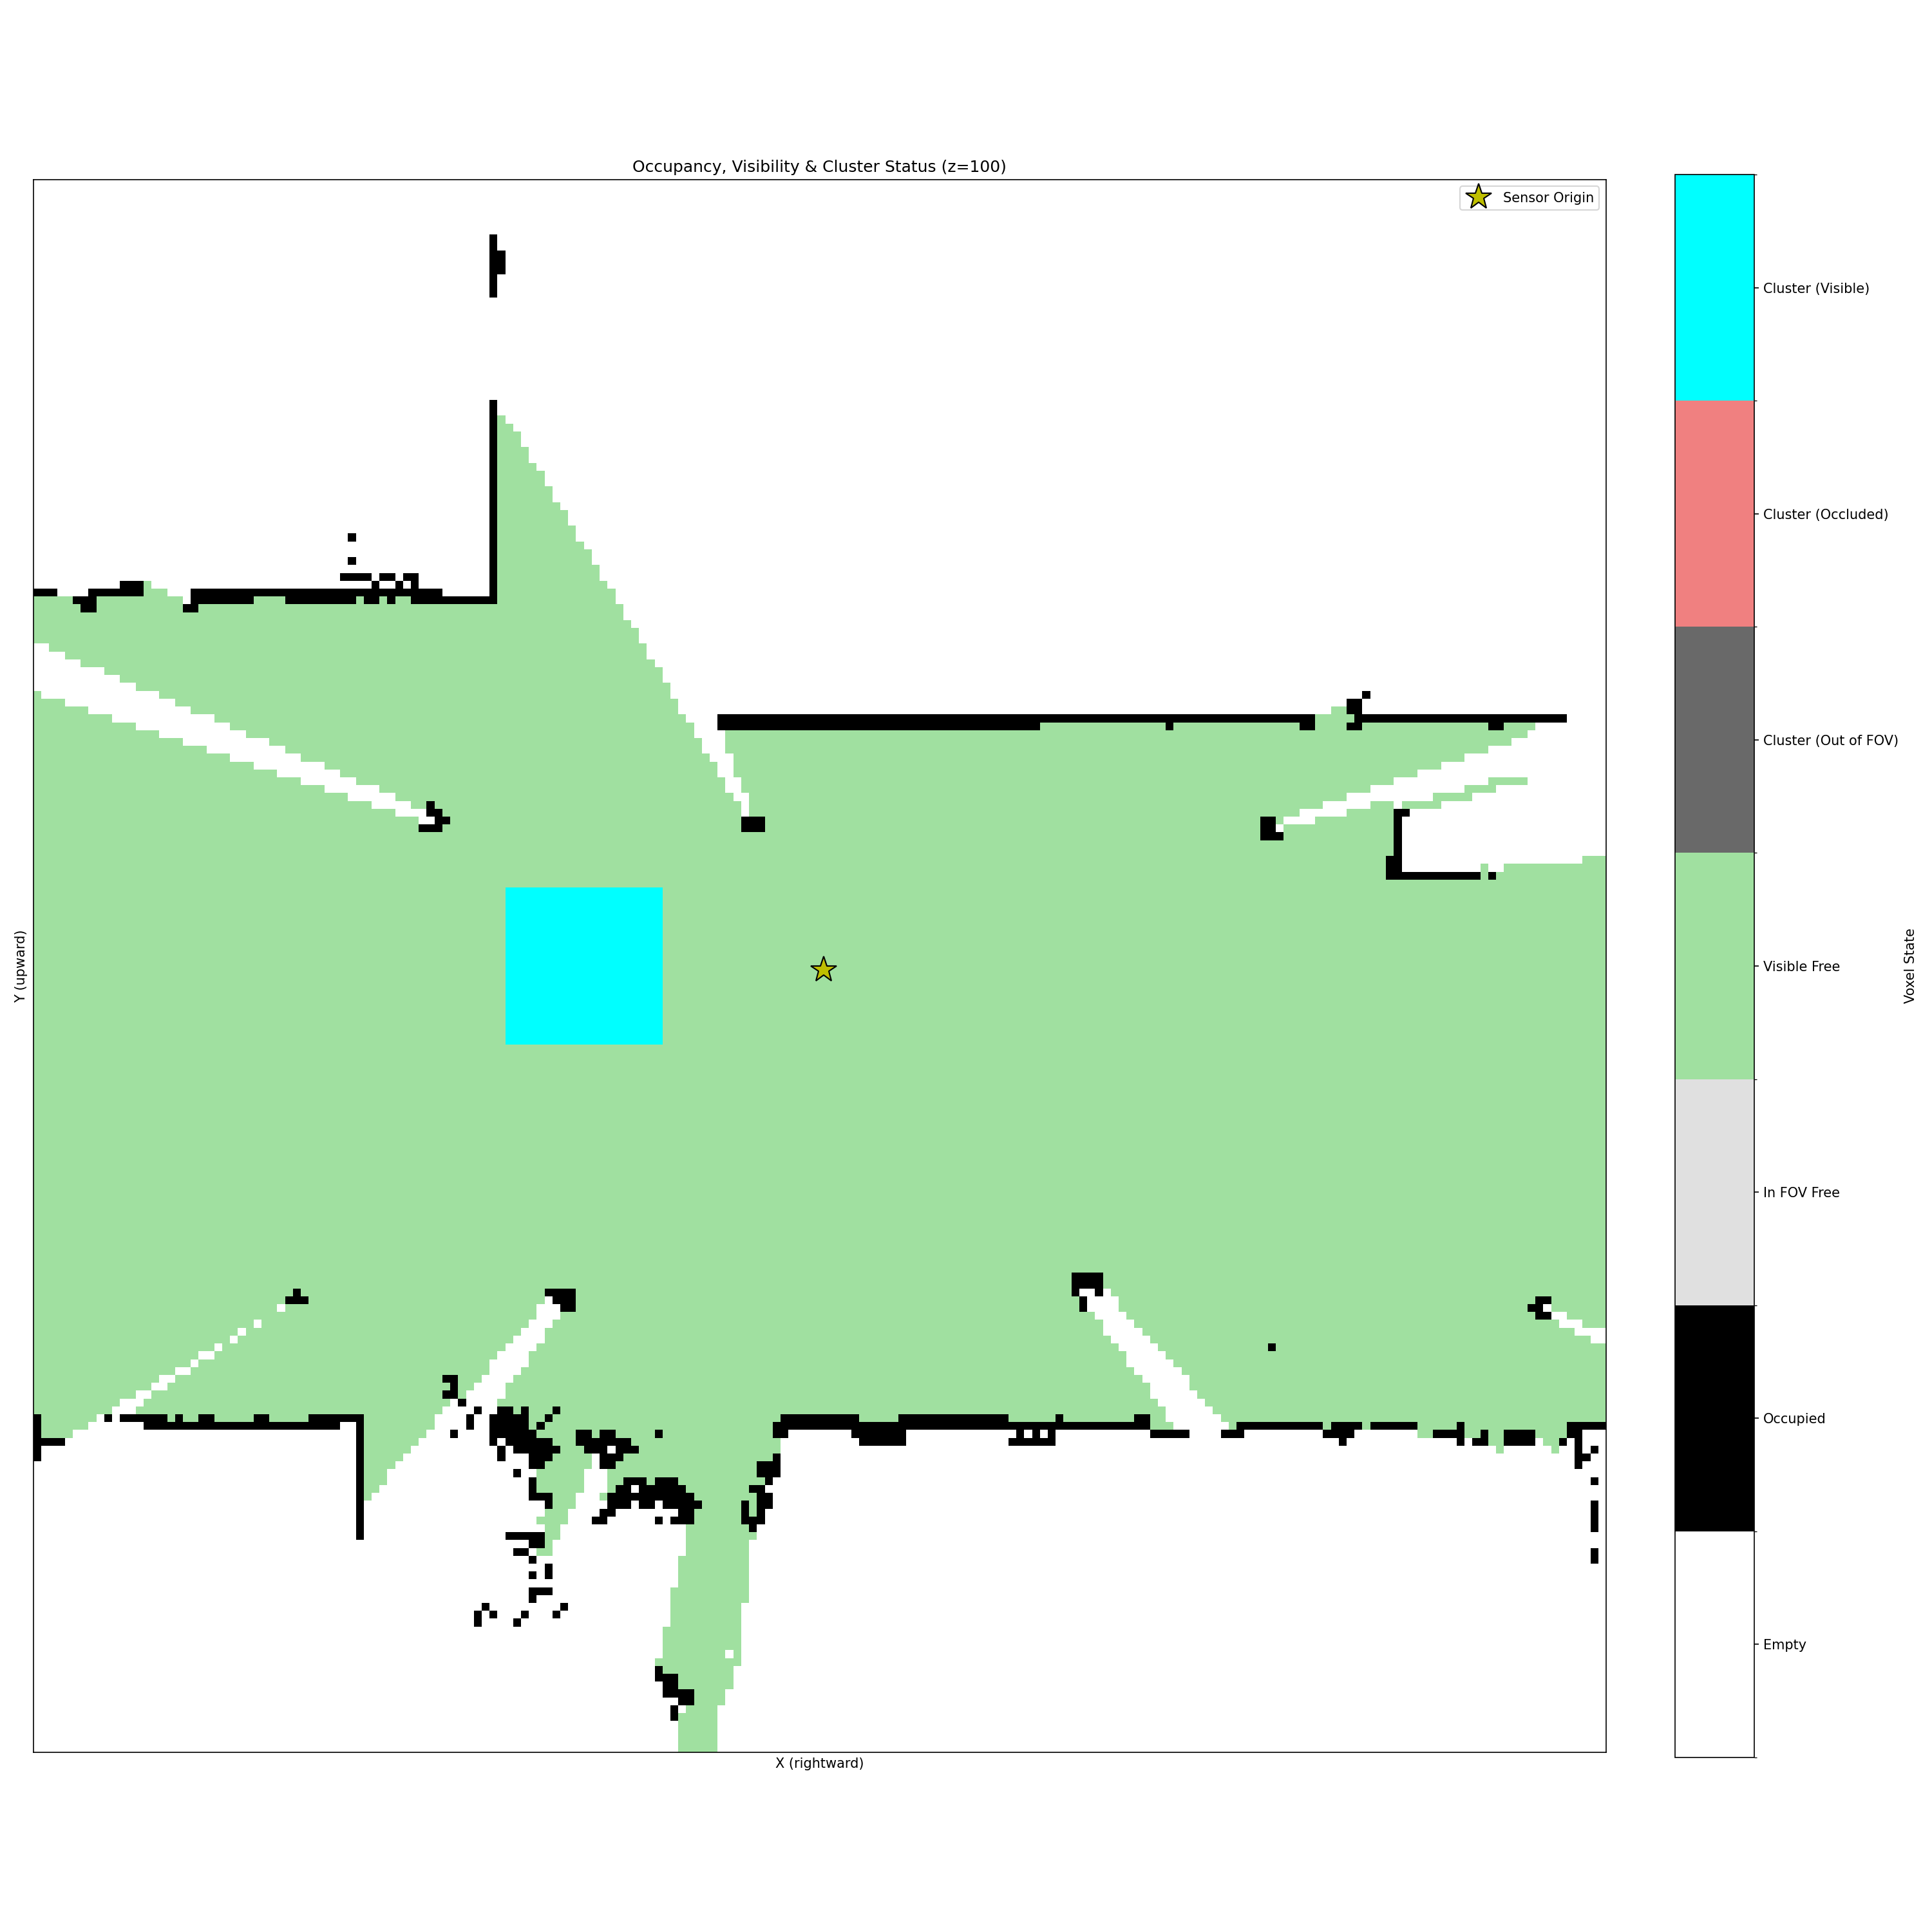 Occupancy, Visibility & Cluster Status (z=100)
Sensor Origin
Y (upward)
X (rightward)
Cluster (Visible)
Cluster (Occluded)
Cluster (Out of FOV)
Visible Free
In FOV Free
Occupied
Empty
Voxel State